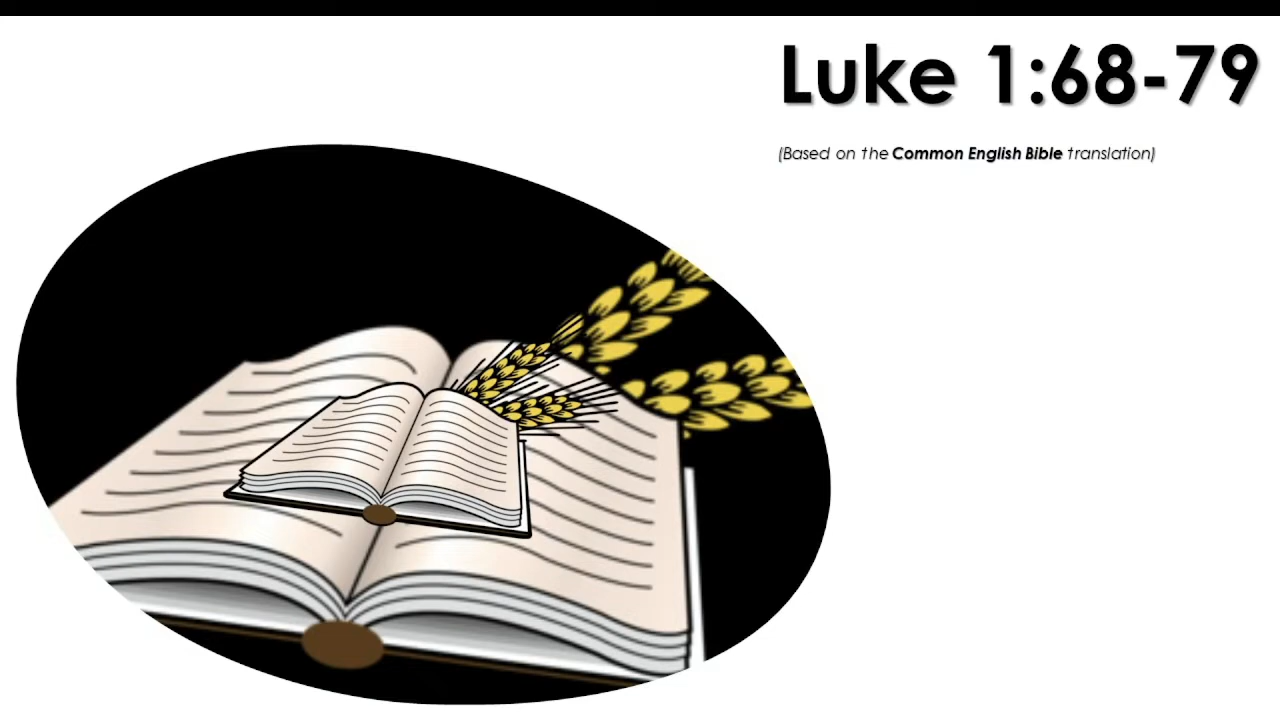 Luke 1:68-79
(Based on the Common English Bible translation)